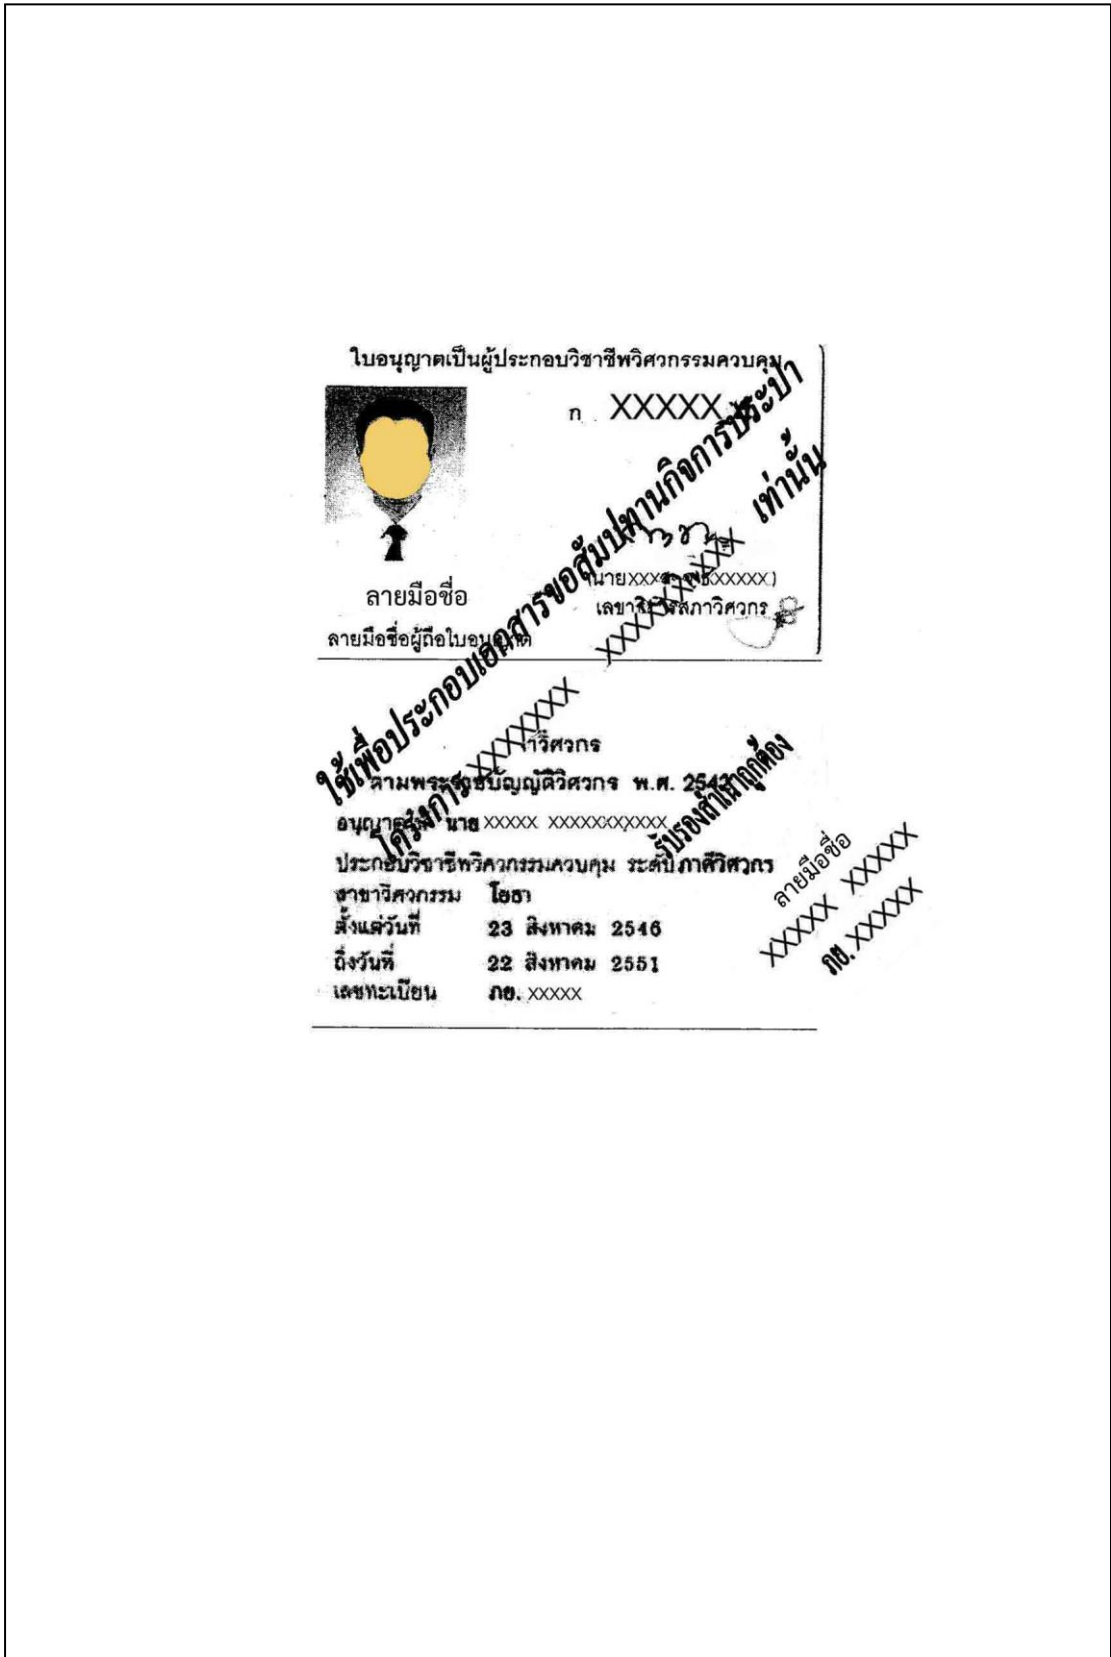 ใบอนุญาตเป็นผู้ประกอบวิชาชีพวิศวกรรมควบคุม
ก. XXXXX
ลายมือชื่อ
ลายมือชื่อผู้ถือใบอนุญาต
(นายXXX XXXXX)
เลขาธิการสภาวิศวกร
ใช้เพื่อประกอบเอกสารขอสัมปทานกิจการประปา
โครงการ XXXXXXXX XXXXXXXXXX เท่านั้น
วิศวกร
ตามพระราชบัญญัติวิศวกร พ.ศ. 2542
อนุญาตให้ นาย XXXXX XXXXXXXXXXX
ประกอบวิชาชีพวิศวกรรมควบคุม ระดับ ภาคีวิศวกร
สาขาวิศวกรรม โยธา
ตั้งแต่วันที่ 23 สิงหาคม 2546
ถึงวันที่ 22 สิงหาคม 2551
เลขทะเบียน ภย. XXXXX
รับรองสำเนาถูกต้อง
ลายมือชื่อ
XXXXX XXXXX
ภย. XXXXX